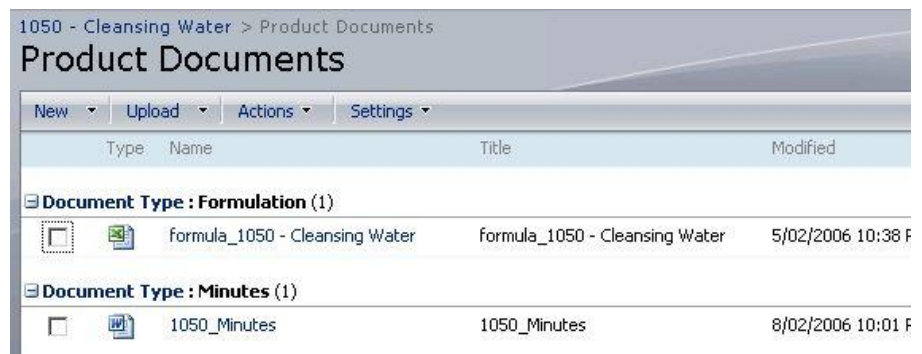 1050 - Cleansing Water > Product Documents
Product Documents
New Upload Actions Settings
Type Name Title Modified
Document Type : Formulation (1)
formula_1050 - Cleansing Water formula_1050 - Cleansing Water 5/02/2006 10:38
Document Type : Minutes (1)
1050_Minutes 1050_Minutes 8/02/2006 10:01